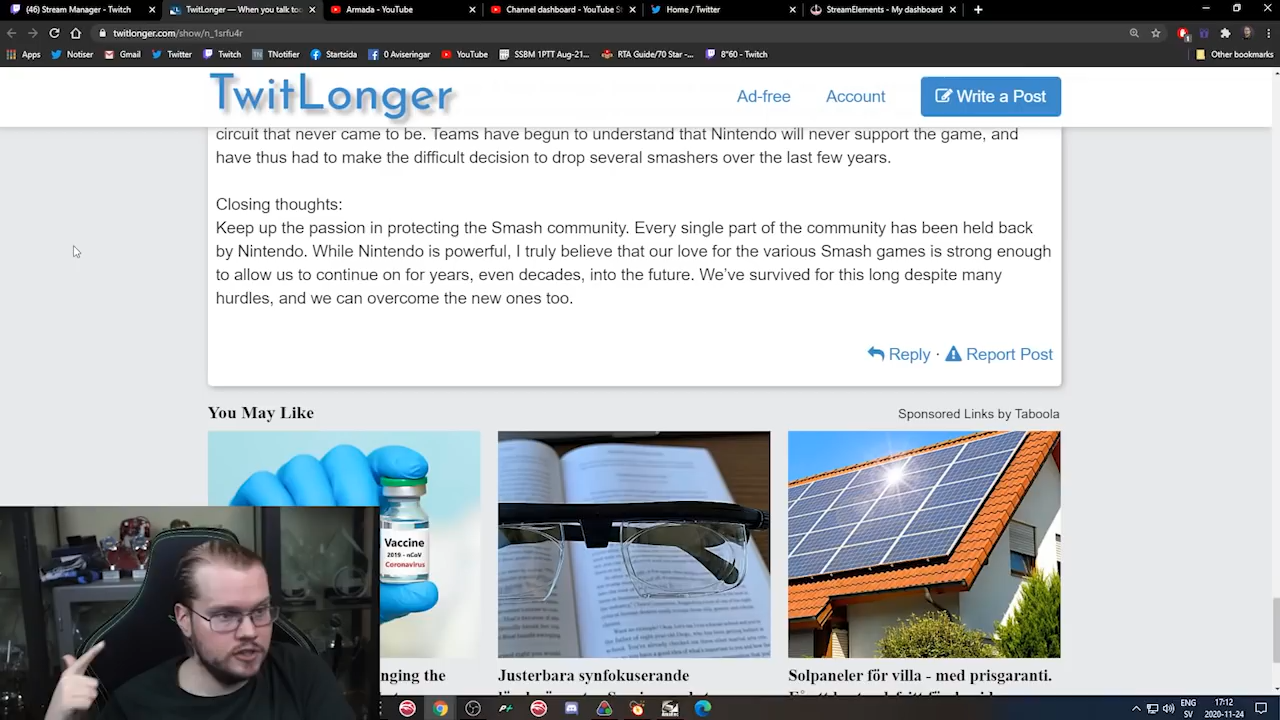 (46) Stream Manager - Twitch
TwitLonger — When you talk too
Armada - YouTube
Channel dashboard - YouTube S
Home / Twitter
StreamElements - My dashboard
twitlonger.com/show/n_1srfu4r
Apps
Notiser
Gmail
Twitter
Twitch
TNotifier
Startsida
0 Aviseringar
YouTube
SSBM 1PTT Aug-21...
RTA Guide/70 Star -...
8*60 - Twitch
Other bookmarks
TwitLonger
Ad-free
Account
Write a Post
circuit that never came to be. Teams have begun to understand that Nintendo will never support the game, and
have thus had to make the difficult decision to drop several smashers over the last few years.
Closing thoughts:
Keep up the passion in protecting the Smash community. Every single part of the community has been held back
by Nintendo. While Nintendo is powerful, I truly believe that our love for the various Smash games is strong enough
to allow us to continue on for years, even decades, into the future. We've survived for this long despite many
hurdles, and we can overcome the new ones too.
Reply · Report Post
You May Like
Sponsored Links by Taboola
Vaccine
2019 - nCoV
Coronavirus
the
Justerbara synfokuserande
Solpaneler för villa - med prisgaranti.
ENG
SV
17:12
2020-11-24